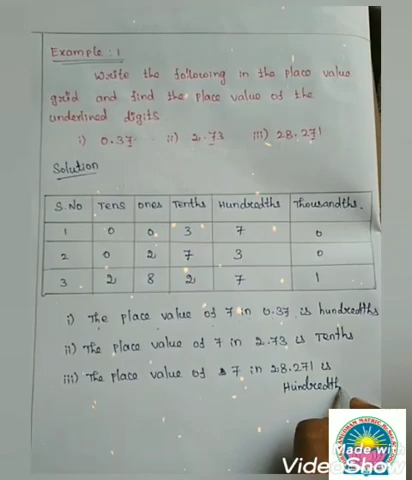 Example : 1
Write the following in the place value
grid and find the place value of the
underlined digits
i) 0.37 ii) 2.73 iii) 28.271
Solution
S.No Tens ones Tenths Hundredths Thousandths.
1 0 0 3 7 0
2 0 2 7 3 0
3 2 8 2 7 1
i) The place value of 7 in 0.37 is hundredths
ii) The place value of 7 in 2.73 is Tenths
iii) The place value of 7 in 28.271 is
Hundredth
Made with
VideoShow